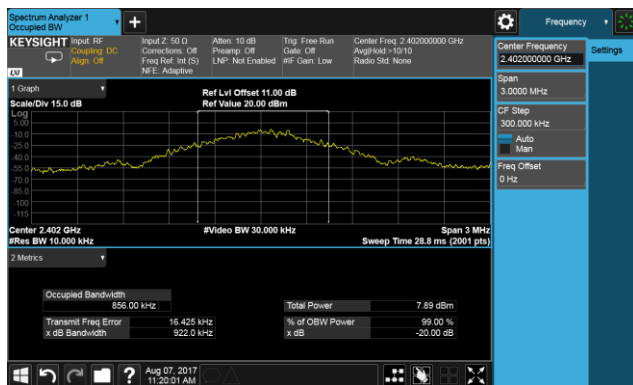 Spectrum Analyzer 1
Occupied BW
Frequency
KEYSIGHT
Input: RF
Coupling: DC
Align: Off
Input Z: 50 Ω
Corrections: Off
Freq Ref: Int (S)
NFE: Adaptive
Atten: 10 dB
Preamp: Off
LNP: Not Enabled
Trig: Free Run
Gate: Off
#IF Gain: Low
Center Freq: 2.402000000 GHz
Avg|Hold:>10/10
Radio Std: None
LXI
Center Frequency
2.402000000 GHz
Settings
Span
3.0000 MHz
CF Step
300.000 kHz
Auto
Man
Freq Offset
0 Hz
1 Graph
Scale/Div 15.0 dB
Ref Lvl Offset 11.00 dB
Ref Value 20.00 dBm
Log
5.00
-10.0
-25.0
-40.0
-55.0
-70.0
-85.0
-100
-115
Center 2.402 GHz
#Res BW 10.000 kHz
#Video BW 30.000 kHz
Span 3 MHz
Sweep Time 28.8 ms (2001 pts)
2 Metrics
Occupied Bandwidth
856.00 kHz
Total Power 7.89 dBm
Transmit Freq Error 16.425 kHz
% of OBW Power 99.00 %
x dB Bandwidth 922.0 kHz
x dB -20.00 dB
?
Aug 07, 2017
11:20:01 AM